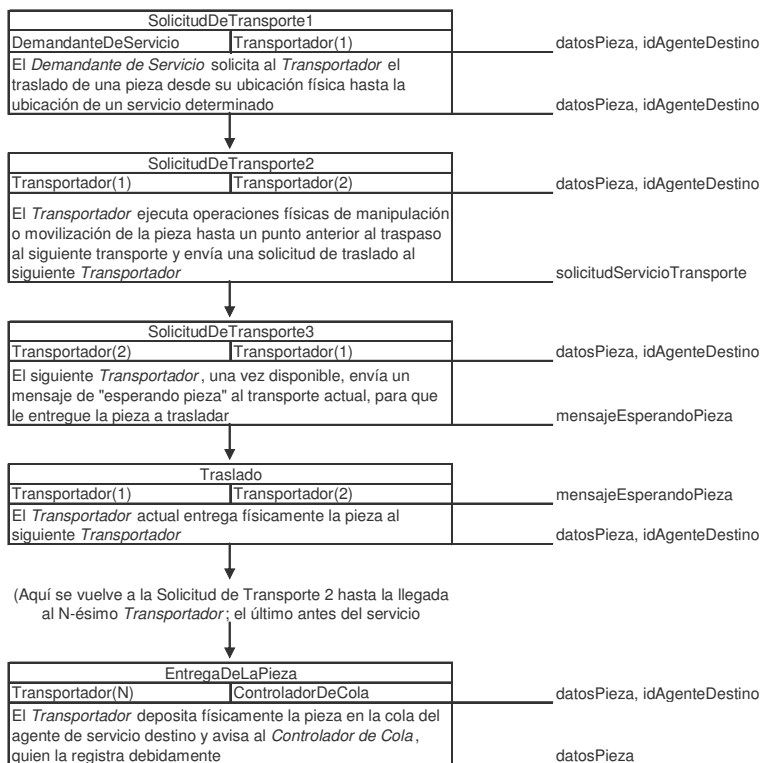 SolicitudDeTransporte1
DemandanteDeServicio Transportador(1) datosPieza, idAgenteDestino
El Demandante de Servicio solicita al Transportador el
traslado de una pieza desde su ubicación física hasta la
ubicación de un servicio determinado datosPieza, idAgenteDestino
SolicitudDeTransporte2
Transportador(1) Transportador(2) datosPieza, idAgenteDestino
El Transportador ejecuta operaciones físicas de manipulación
o movilización de la pieza hasta un punto anterior al traspaso
al siguiente transporte y envía una solicitud de traslado al
siguiente Transportador solicitudServicioTransporte
SolicitudDeTransporte3
Transportador(2) Transportador(1) datosPieza, idAgenteDestino
El siguiente Transportador, una vez disponible, envía un
mensaje de "esperando pieza" al transporte actual, para que
le entregue la pieza a trasladar mensajeEsperandoPieza
Traslado
Transportador(1) Transportador(2) mensajeEsperandoPieza
El Transportador actual entrega físicamente la pieza al
siguiente Transportador datosPieza, idAgenteDestino
(Aquí se vuelve a la Solicitud de Transporte 2 hasta la llegada
al N-ésimo Transportador; el último antes del servicio
EntregaDeLaPieza
Transportador(N) ControladorDeCola datosPieza, idAgenteDestino
El Transportador deposita físicamente la pieza en la cola del
agente de servicio destino y avisa al Controlador de Cola,
quien la registra debidamente datosPieza